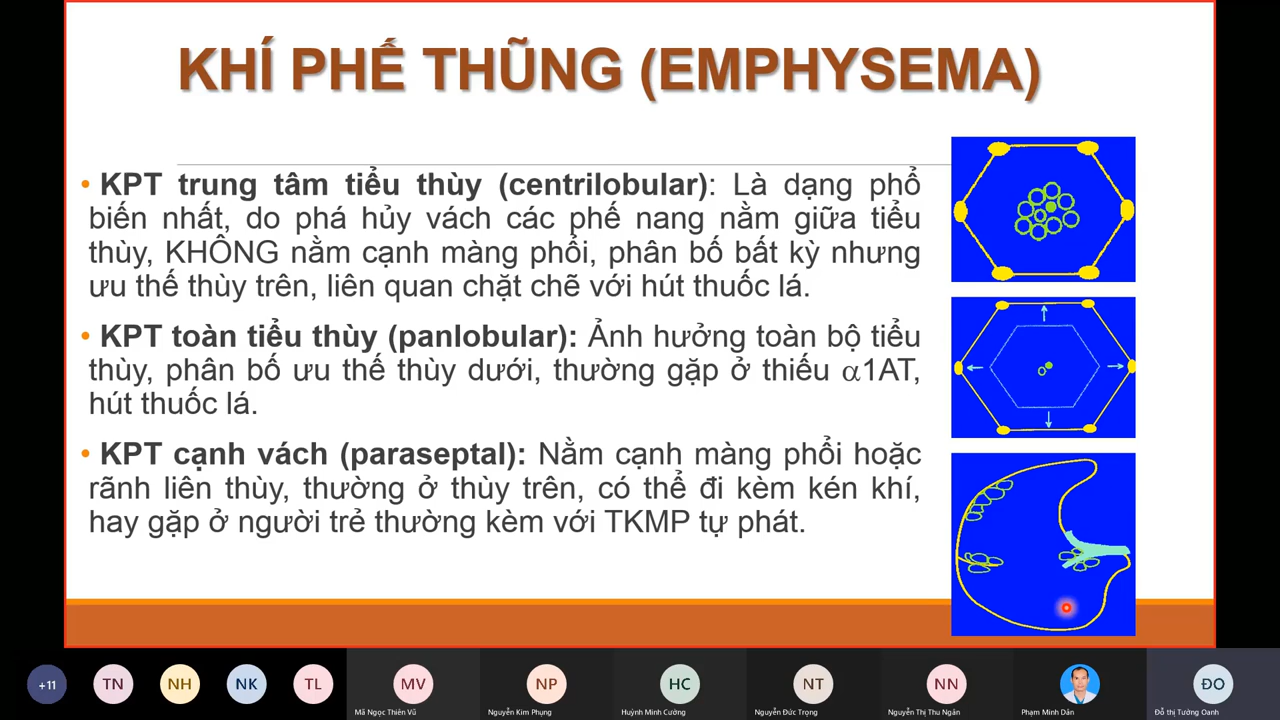 KHÍ PHẾ THŨNG (EMPHYSEMA)
• KPT trung tâm tiểu thùy (centrilobular): Là dạng phổ
biến nhất, do phá hủy vách các phế nang nằm giữa tiểu
thùy, KHÔNG nằm cạnh màng phổi, phân bố bất kỳ nhưng
ưu thế thùy trên, liên quan chặt chẽ với hút thuốc lá.
• KPT toàn tiểu thùy (panlobular): Ảnh hưởng toàn bộ tiểu
thùy, phân bố ưu thế thùy dưới, thường gặp ở thiếu α1AT,
hút thuốc lá.
• KPT cạnh vách (paraseptal): Nằm cạnh màng phổi hoặc
rãnh liên thùy, thường ở thùy trên, có thể đi kèm kén khí,
hay gặp ở người trẻ thường kèm với TKMP tự phát.
+11
TN
NH
NK
TL
MV
NP
HC
NT
NN
ĐO
Mã Ngọc Thiên Vũ
Nguyễn Kim Phụng
Huỳnh Minh Cường
Nguyễn Đức Trọng
Nguyễn Thị Thu Ngân
Phạm Minh Dân
Đỗ thị Tường Oanh